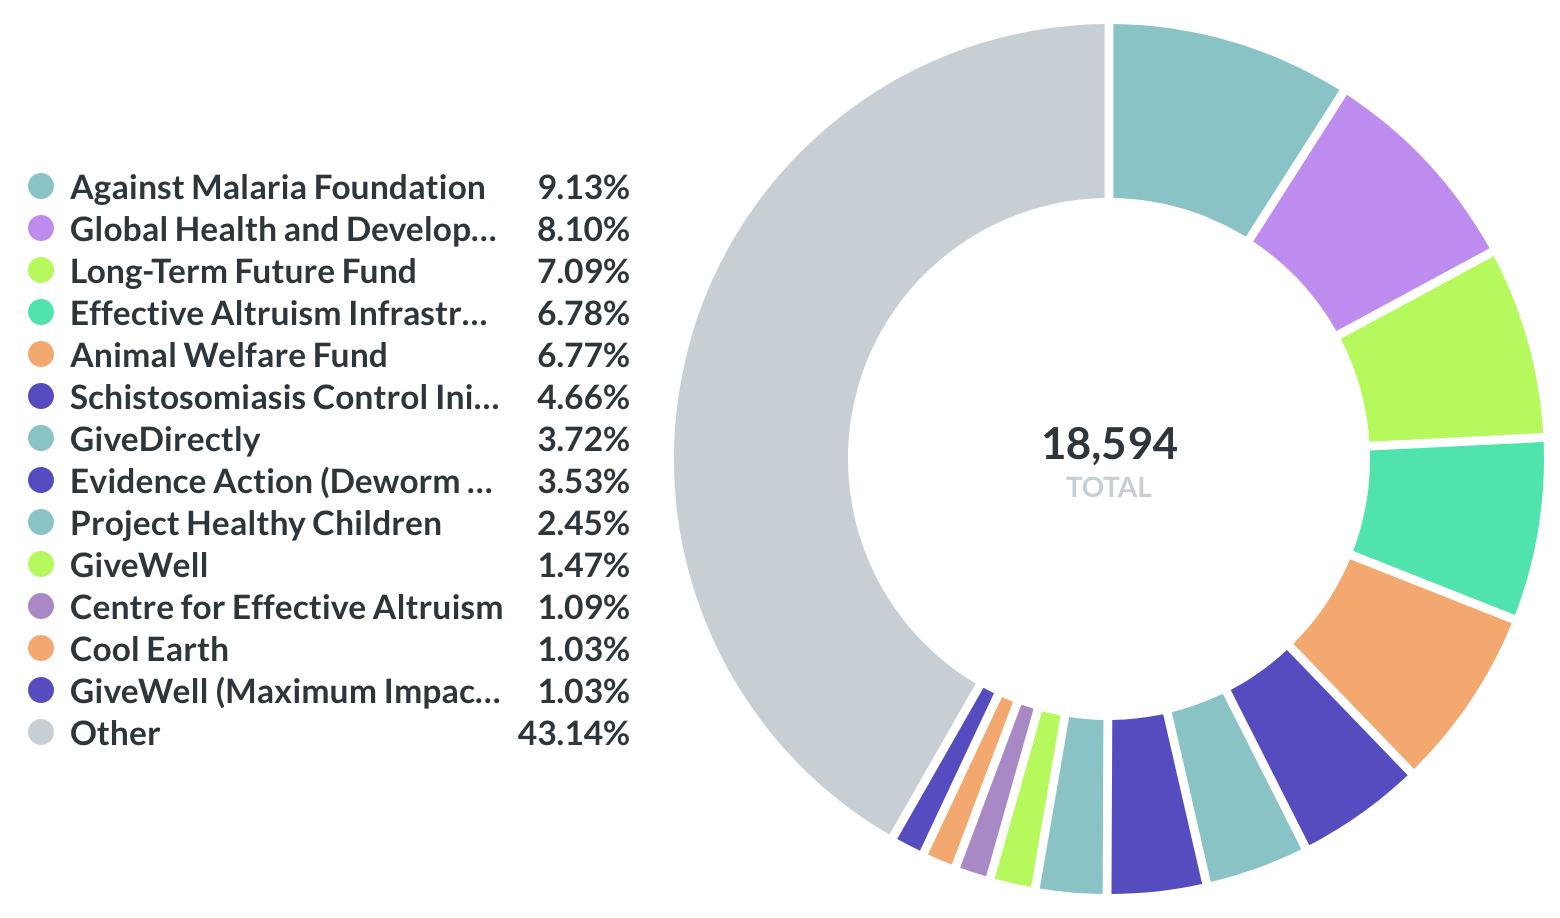 Against Malaria Foundation 9.13%
Global Health and Develop... 8.10%
Long-Term Future Fund 7.09%
Effective Altruism Infrastr... 6.78%
Animal Welfare Fund 6.77%
Schistosomiasis Control Ini... 4.66%
GiveDirectly 3.72%
Evidence Action (Deworm ... 3.53%
Project Healthy Children 2.45%
GiveWell 1.47%
Centre for Effective Altruism 1.09%
Cool Earth 1.03%
GiveWell (Maximum Impac... 1.03%
Other 43.14%
18,594
TOTAL